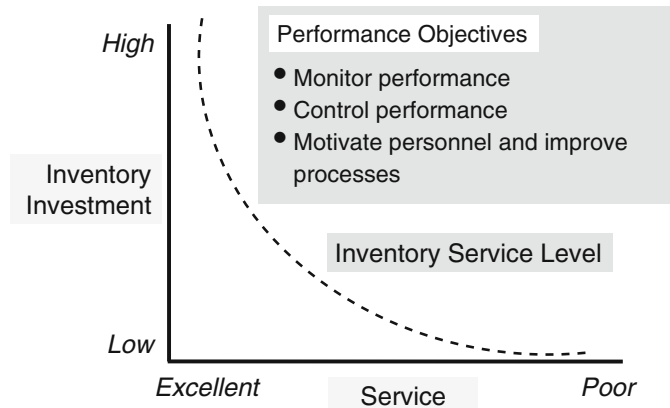 High
Performance Objectives
● Monitor performance
● Control performance
● Motivate personnel and improve
processes
Inventory
Investment
Inventory Service Level
Low
Excellent
Service
Poor